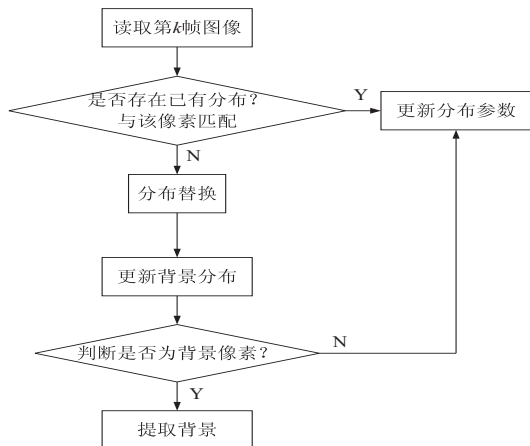 读取第k帧图像
是否存在已有分布?
与该像素匹配
Y
更新分布参数
N
分布替换
更新背景分布
判断是否为背景像素?
N
Y
提取背景